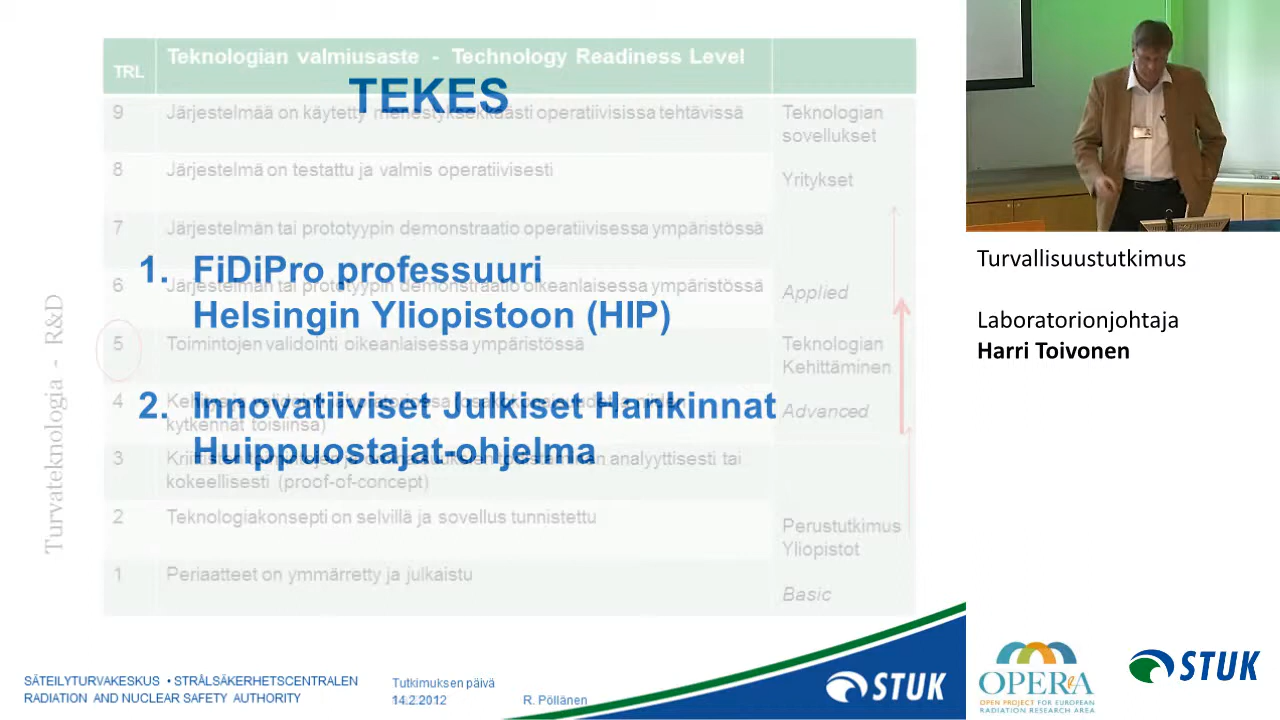 TRL
Teknologian valmiusaste - Technology Readiness Level
TEKES
9 Järjestelmää on käytetty menestyksekkäästi operatiivisissa tehtävissä
Teknologian
sovellukset
8 Järjestelmä on testattu ja valmis operatiivisesti
Yritykset
7 Järjestelmän tai prototyypin demonstraatio operatiivisessa ympäristössä
1. FiDiPro professuuri
6 Järjestelmän tai prototyypin demonstraatio oikeanlaisessa ympäristössä
Applied
Helsingin Yliopistoon (HIP)
5 Toimintojen validointi oikeanlaisessa ympäristössä
Teknologian
Kehittäminen
4
2. Innovatiiviset Julkiset Hankinnat
Advanced
kytkennät toisiinsa)
Huippuostajat-ohjelma
3 analyyttisesti tai
kokeellisesti (proof-of-concept)
2 Teknologiakonsepti on selvillä ja sovellus tunnistettu
Perustutkimus
Yliopistot
1 Periaatteet on ymmärretty ja julkaistu
Basic
Turvateknologia - R&D
SÄTEILYTURVAKESKUS • STRÅLSÄKERHETSCENTRALEN
RADIATION AND NUCLEAR SAFETY AUTHORITY
Tutkimuksen päivä
14.2.2012
R. Pöllänen
STUK
Turvallisuustutkimus
Laboratorionjohtaja
Harri Toivonen
OPERA
OPEN PROJECT FOR EUROPEAN
RADIATION RESEARCH AREA
STUK